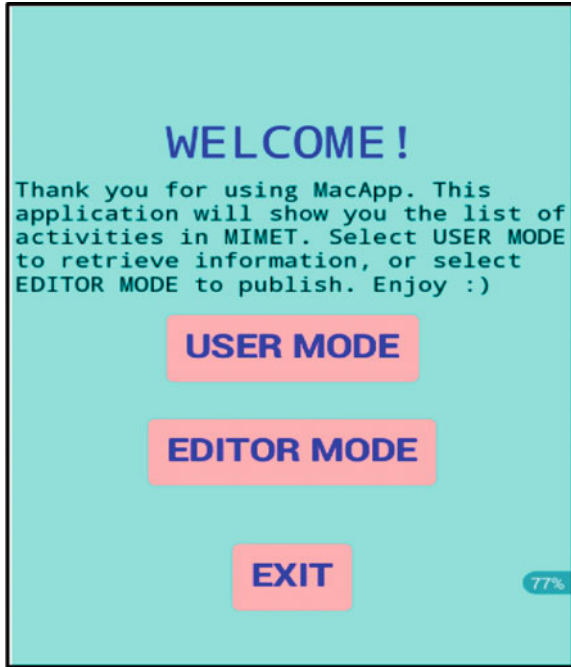 WELCOME!
Thank you for using MacApp. This
application will show you the list of
activities in MIMET. Select USER MODE
to retrieve information, or select
EDITOR MODE to publish. Enjoy :)
USER MODE
EDITOR MODE
EXIT
77%